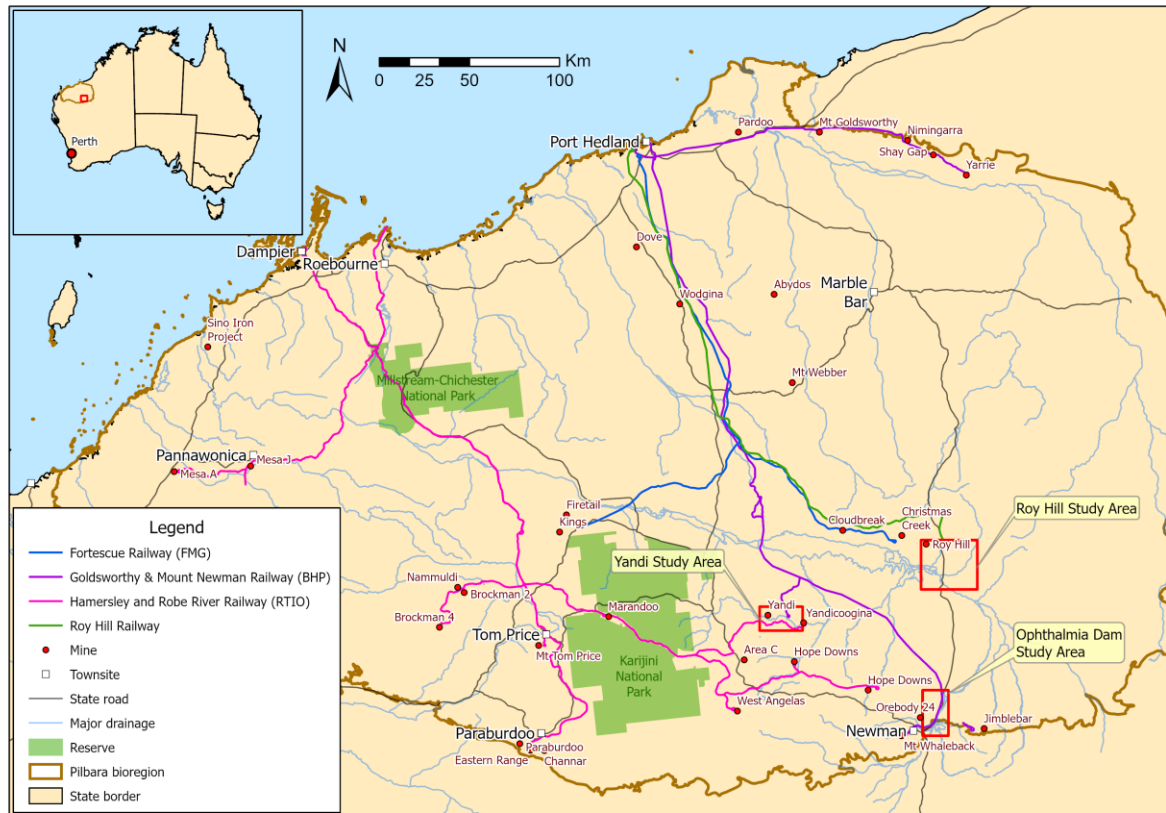 Perth
N
Km
0 25 50 100
Port Hedland
Pardoo
Mt Goldsworthy
Nimingarra
Shay Gap
Yarrie
Dampier
Roebourne
Dove
Wodgina
Abydos
Marble
Bar
Sino Iron
Project
Millstream-Chichester
National Park
Mt Webber
Pannawonica
Mesa J
Mesa A
Firetail
Kings
Cloudbreak
Christmas
Creek
Roy Hill
Roy Hill Study Area
Yandi Study Area
Nammuldi
Brockman 2
Brockman 4
Marandoo
Yandi
Yandicoogina
Tom Price
Mt Tom Price
Karijini
National
Park
Area C
Hope Downs
Hope Downs
Ophthalmia Dam
Study Area
West Angelas
Orebody 24
Newman
Mt Whaleback
Jimblebar
Paraburdoo
Paraburdoo
Eastern Range
Channar
Legend
Fortescue Railway (FMG)
Goldsworthy & Mount Newman Railway (BHP)
Hamersley and Robe River Railway (RTIO)
Roy Hill Railway
Mine
Townsite
State road
Major drainage
Reserve
Pilbara bioregion
State border